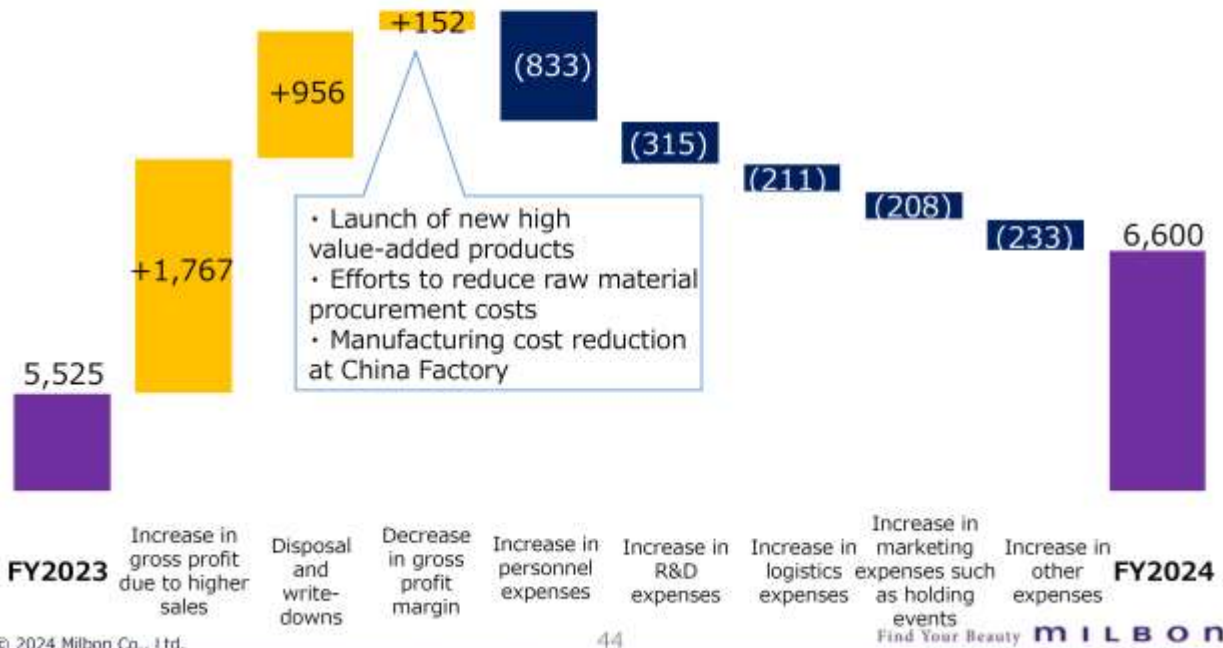 +152
(833)
+956
(315)
(211)
(208)
(233)
6,600
+1,767
5,525
・Launch of new high
value-added products
・Efforts to reduce raw material
procurement costs
・Manufacturing cost reduction
at China Factory
FY2023
Increase in
gross profit
due to higher
sales
Disposal
and
write-
downs
Decrease
in gross
profit
margin
Increase in
personnel
expenses
Increase in
R&D
expenses
Increase in
logistics
expenses
Increase in
marketing
expenses such
as holding
events
Increase in
other
expenses
FY2024
© 2024 Milbon Co., Ltd.
44
Find Your Beauty MILBON